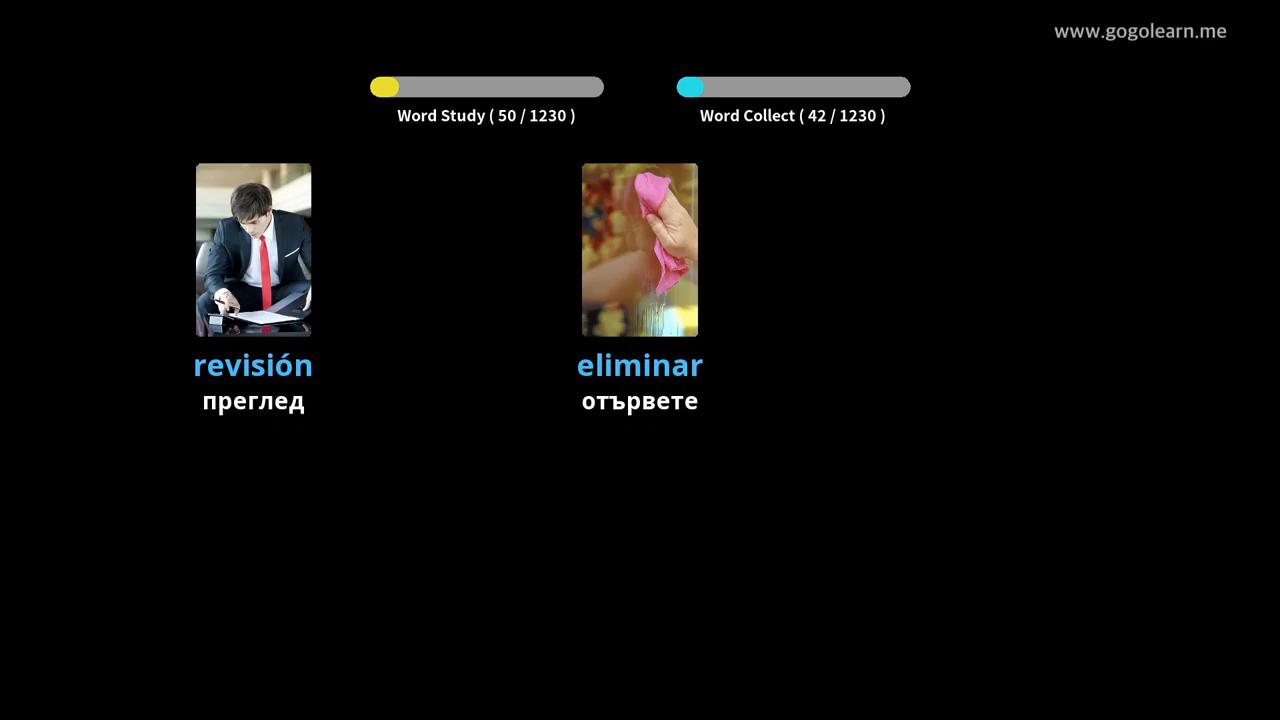 www.gogolearn.me
Word Study ( 50 / 1230 )
Word Collect ( 42 / 1230 )
revisión
преглед
eliminar
отървете